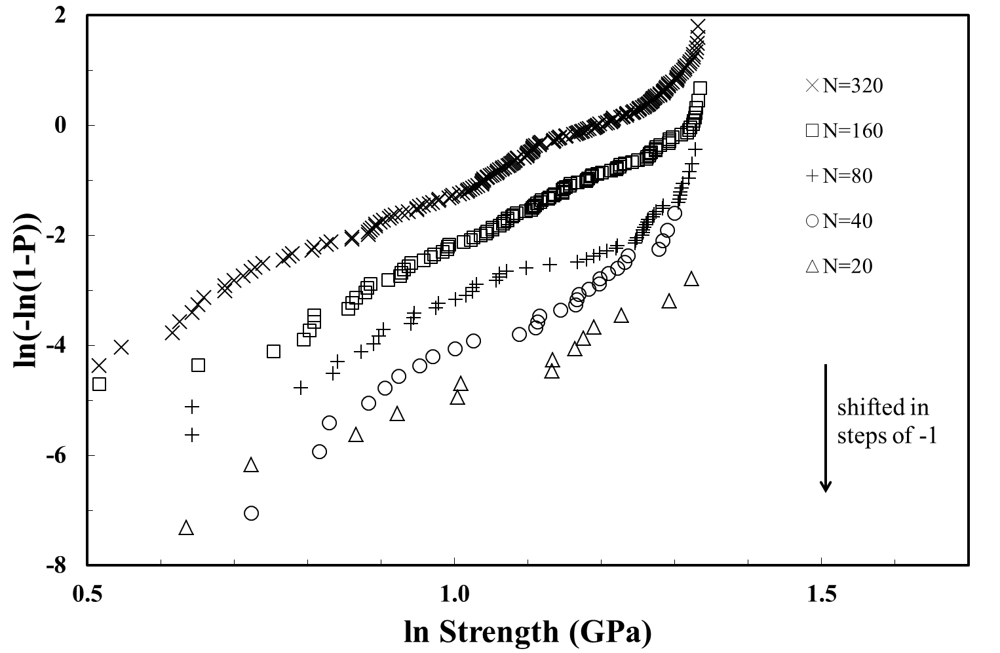 2
0
-2
-4
-6
-8
ln(-ln(1-P))
0.5
1.0
1.5
ln Strength (GPa)
N=320
N=160
N=80
N=40
N=20
shifted in
steps of -1